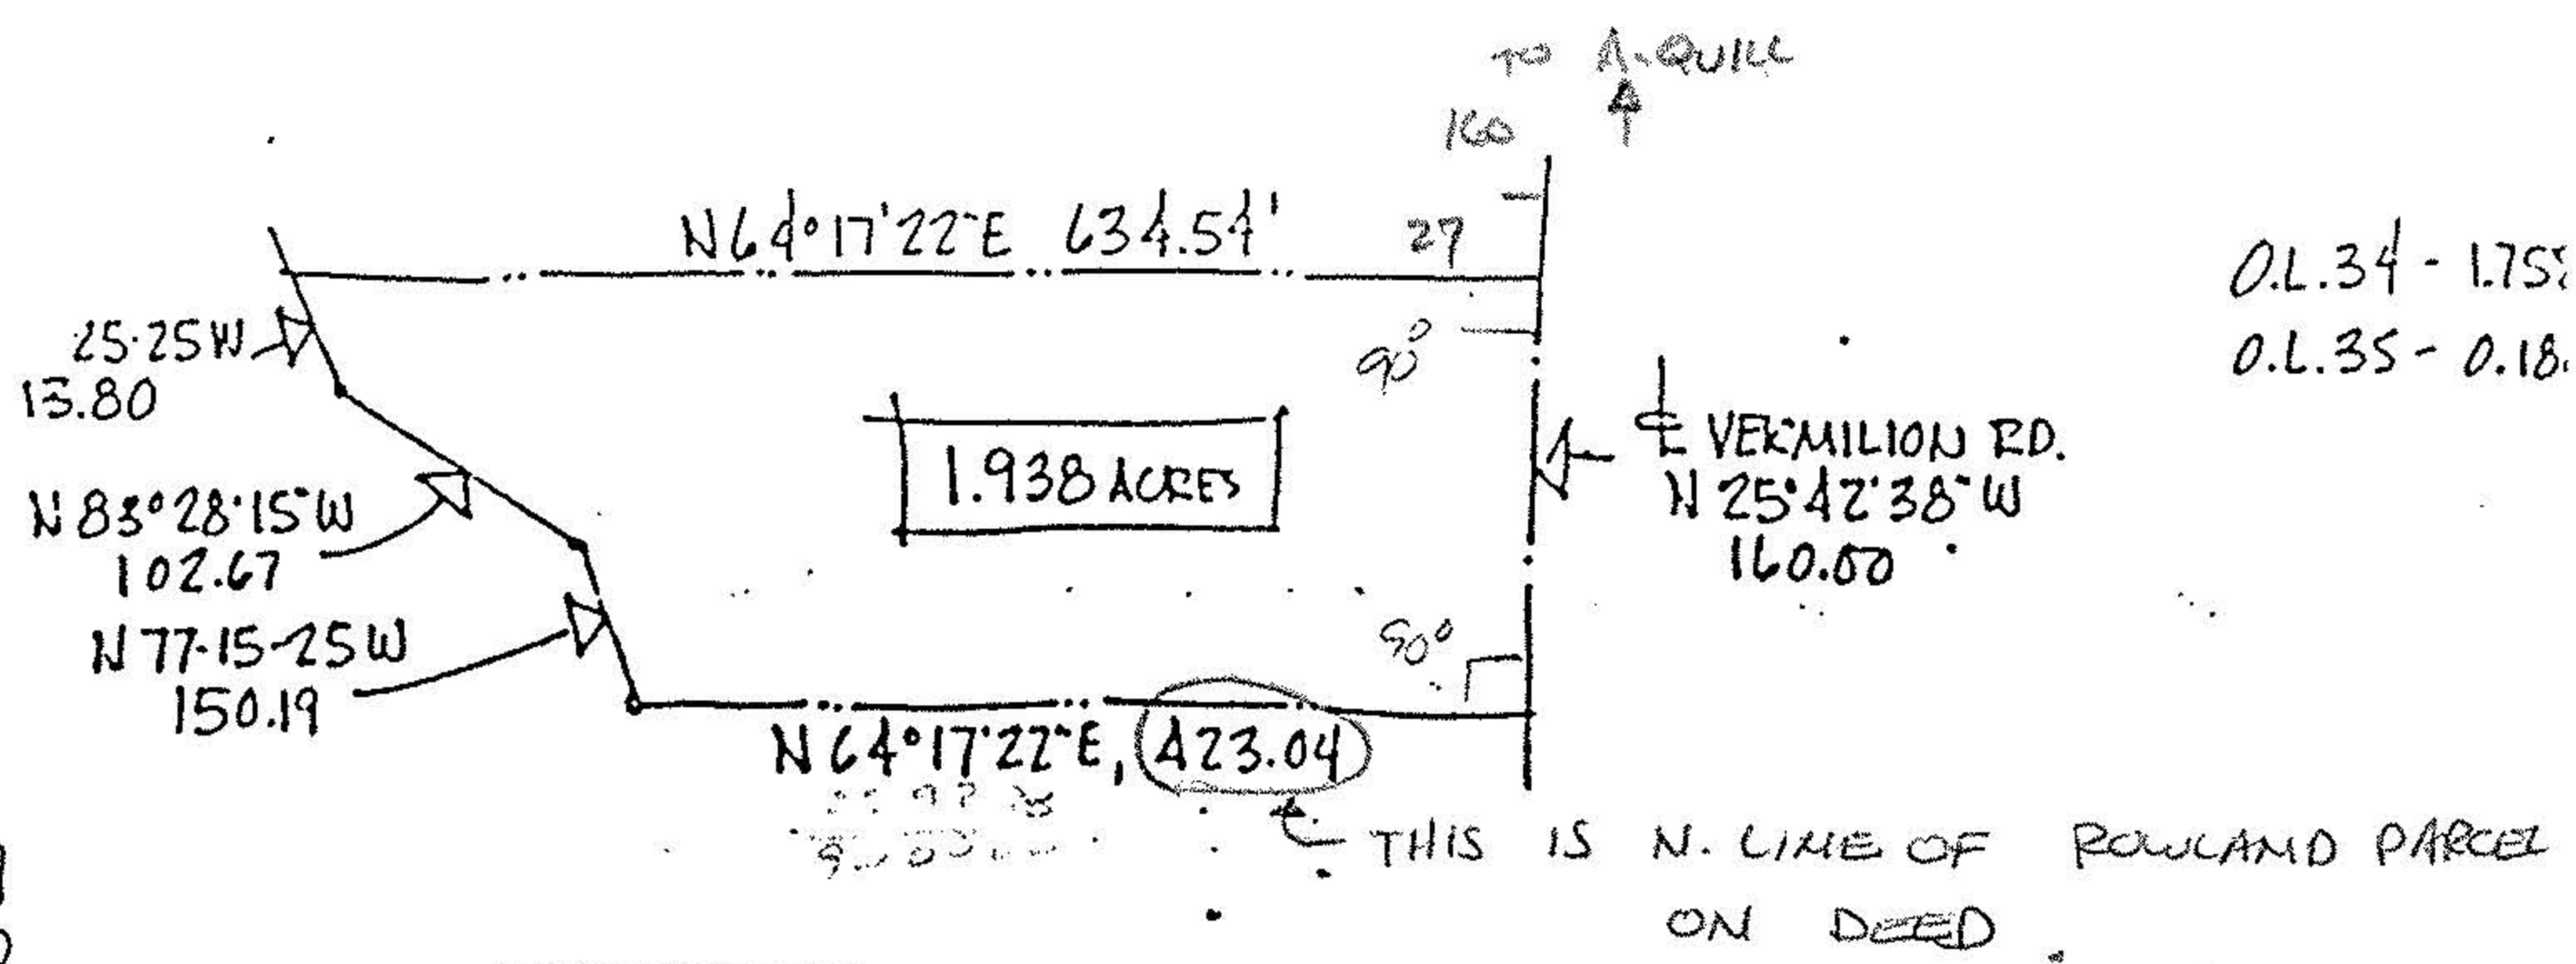 TO A-QUILL
160
N64°17'22"E 634.54'
27
O.L.34 - 1.75
25-25W
13.80
90°
O.L.35 - 0.18
℄ VERMILION RD.
1.938 ACRES
N 25°42'38"W
160.00
N 83°28'15"W
102.67
N 77-15-25W
150.19
90°
N64°17'22"E, 423.04
THIS IS N. LINE OF ROWLAND PARCEL
ON DEED